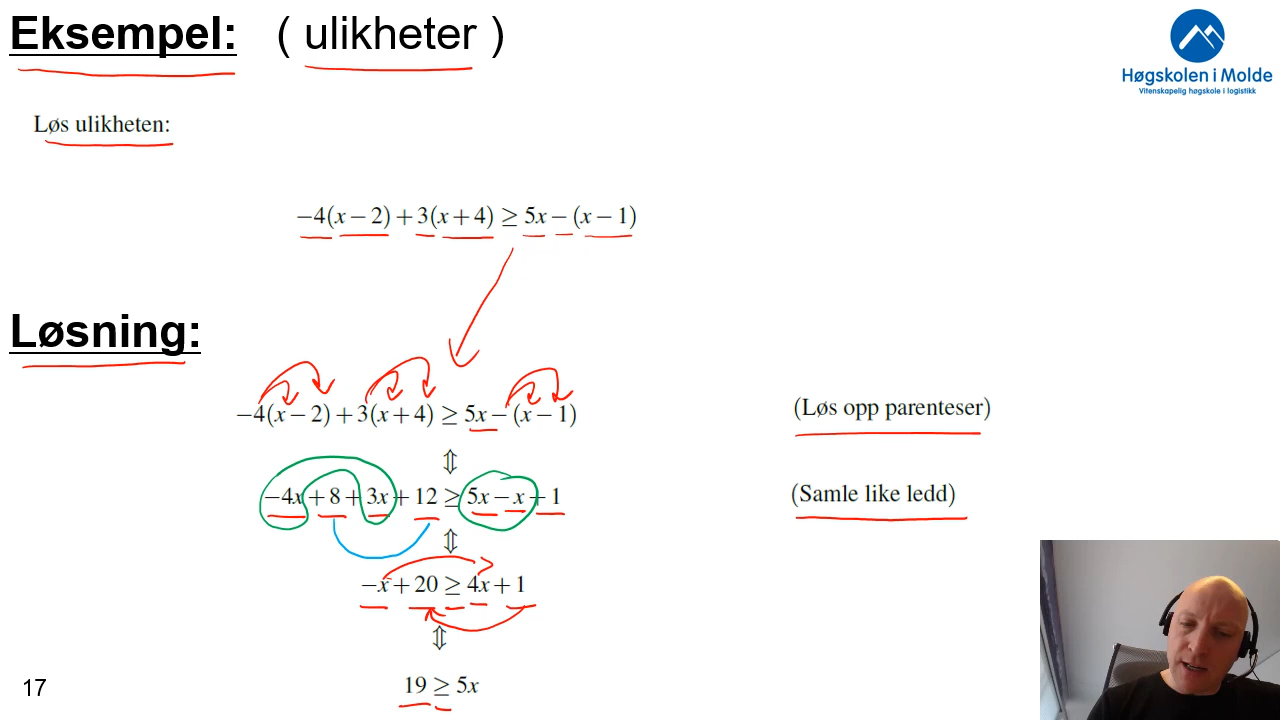 Eksempel: ( ulikheter )
Høgskolen i Molde
Vitenskapelig høgskole i logistikk
Løs ulikheten:
−4(x−2)+3(x+4) ≥ 5x−(x−1)
Løsning:
−4(x−2)+3(x+4) ≥ 5x−(x−1) (Løs opp parenteser)
⇕
−4x+8+3x+12 ≥ 5x−x+1 (Samle like ledd)
⇕
−x+20 ≥ 4x+1
⇕
19 ≥ 5x
17